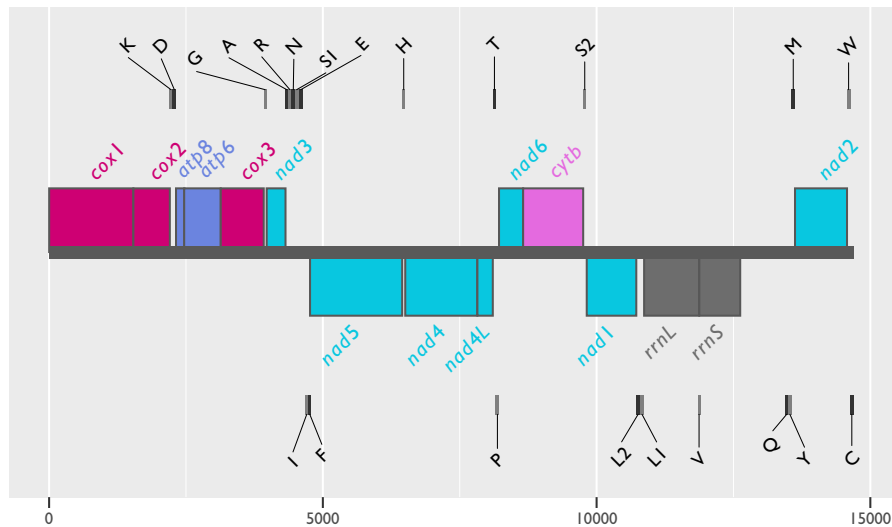 K D G A R N S1 E H T S2 M W
cox1 cox2 atp8 atp6 cox3 nad3 nad6 cytb nad2
nad5 nad4 nad4L nad1 rrnL rrnS
I F P L2 L1 V Q Y C
0 5000 10000 15000